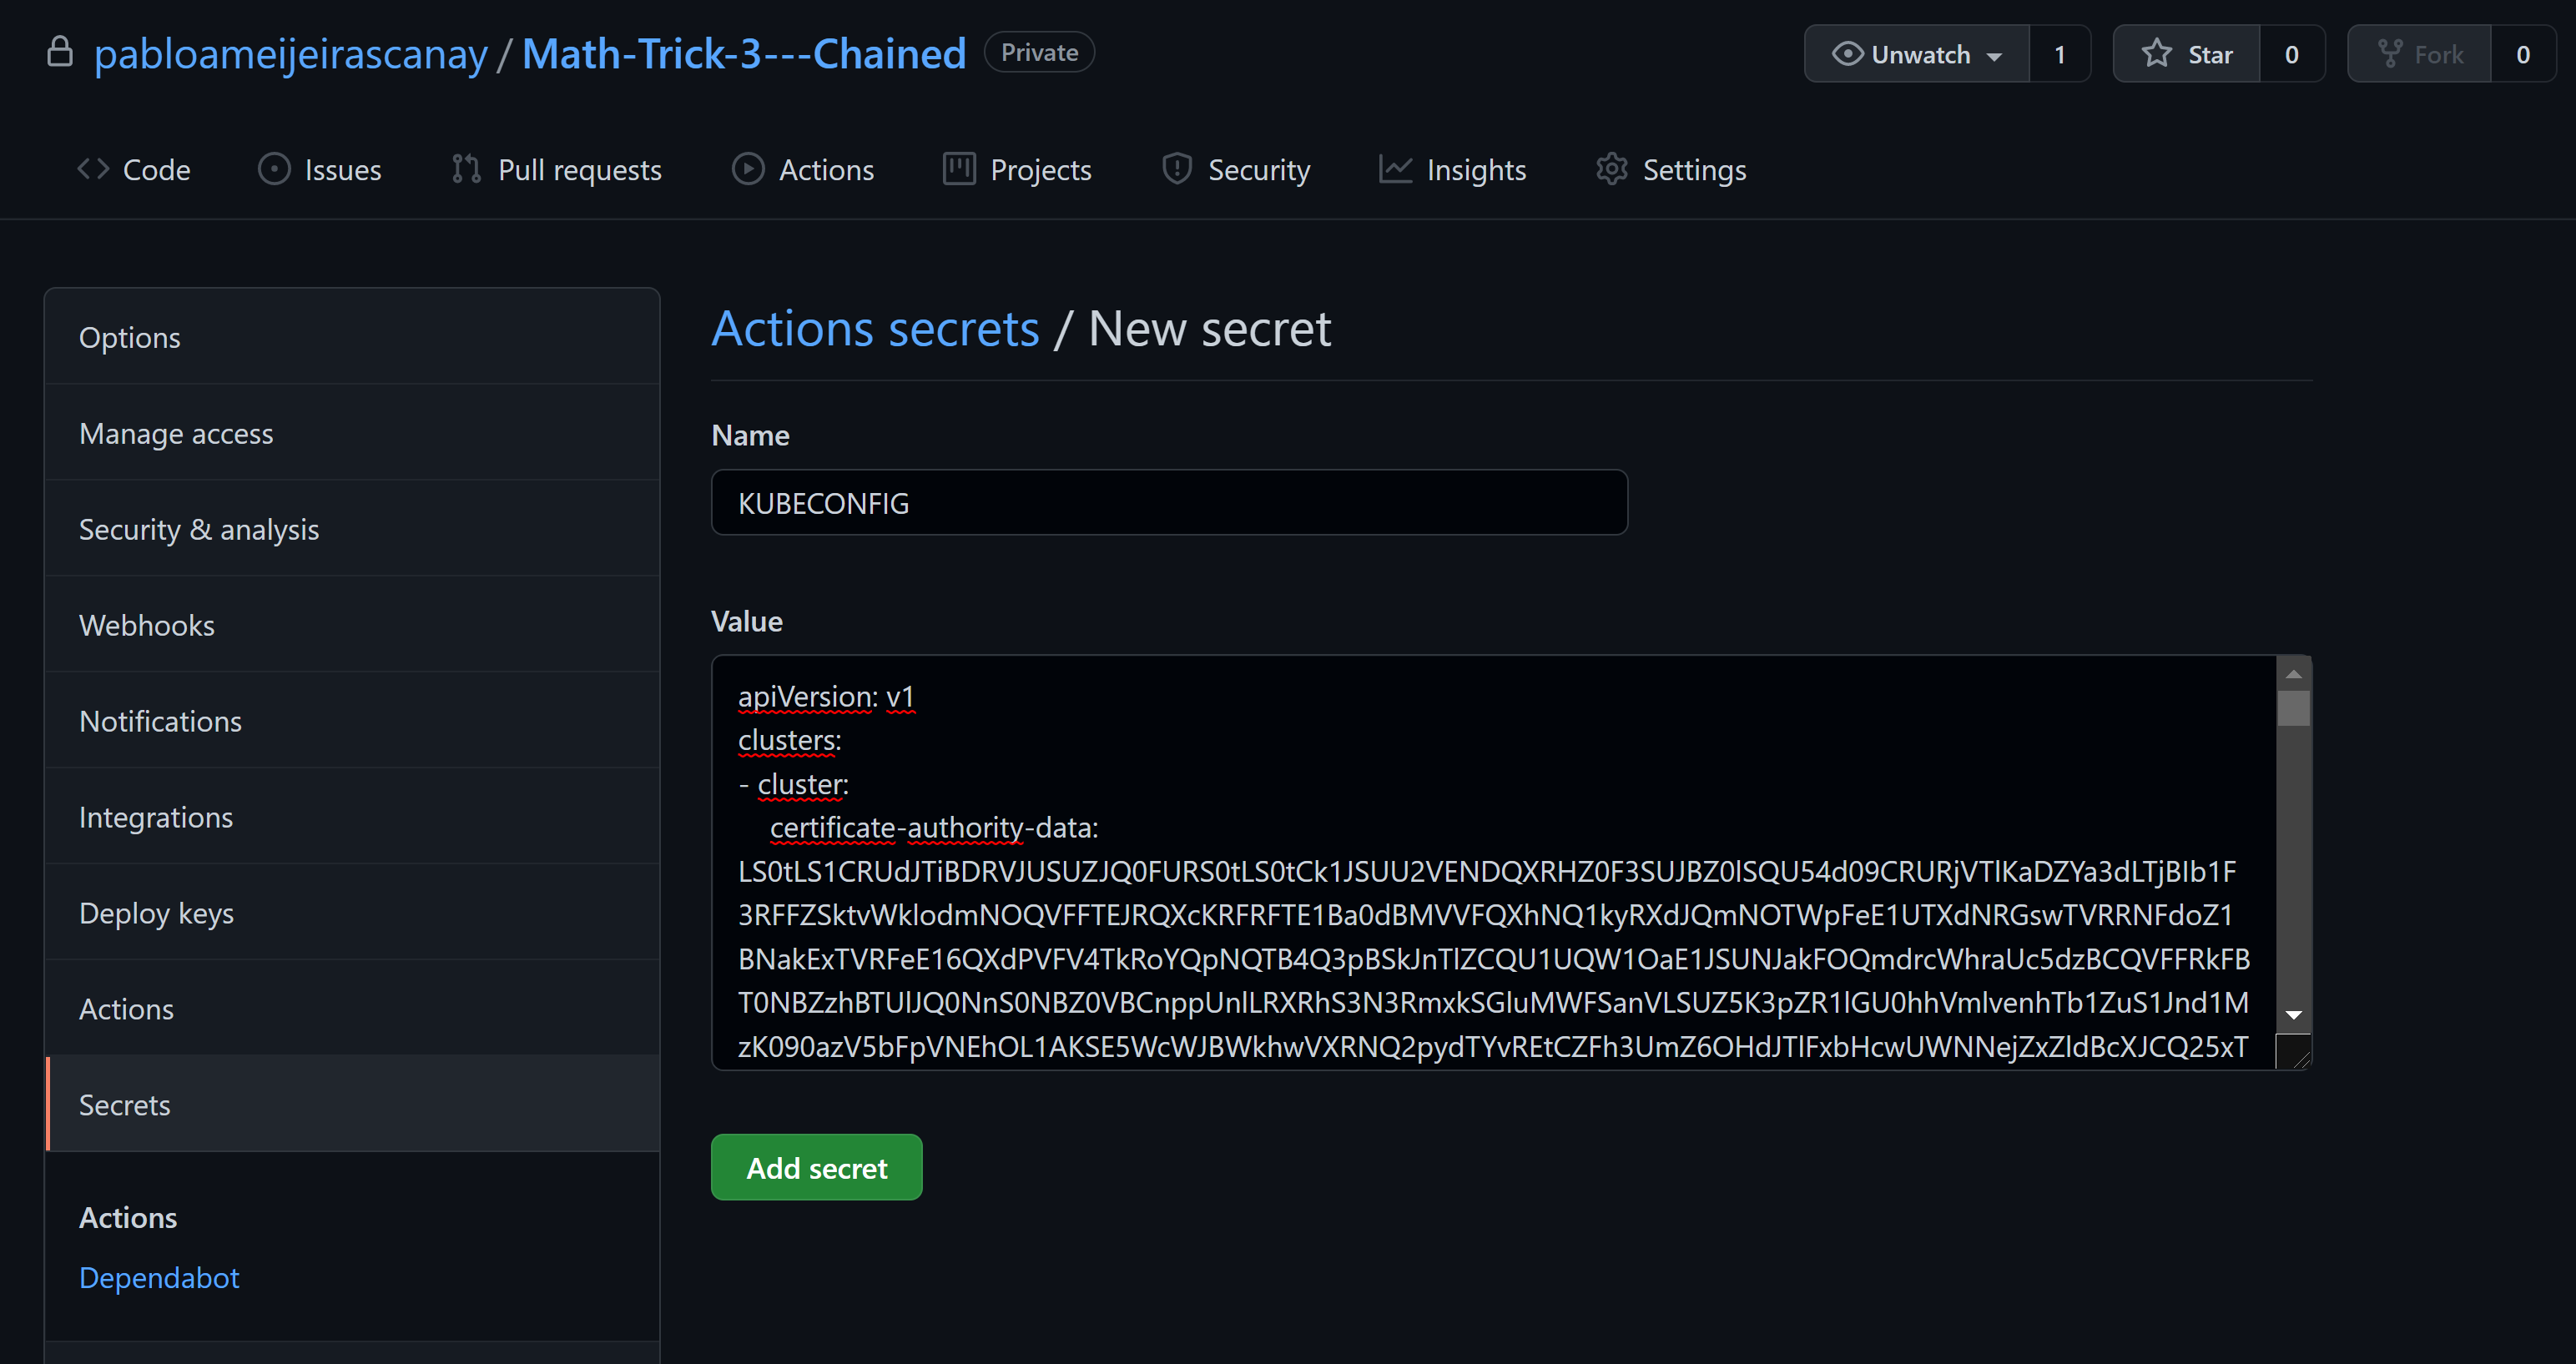 pabloameijeirascanay / Math-Trick-3---Chained Private
Unwatch 1 Star 0 Fork 0
Code Issues Pull requests Actions Projects Security Insights Settings
Options
Manage access
Security & analysis
Webhooks
Notifications
Integrations
Deploy keys
Actions
Secrets
Actions
Dependabot
Actions secrets / New secret
Name
KUBECONFIG
Value
apiVersion: v1
clusters:
- cluster:
certificate-authority-data:
LS0tLS1CRUdJTiBDRVJUSUZJQ0FURS0tLS0tCk1JSUU2VENDQXRHZ0F3SUJBZ0lSQU54d09CRURjVTlKaDZYa3dLTjBIb1F
3RFFZSktvWklodmNOQVFFTEJRQXcKRFRFTE1Ba0dBMVVFQXhNQ1kyRXdJQmNOTWpFeE1UTXdNRGswTVRRNFdoZ1
BNakExTVRFeE16QXdPVFV4TkRoYQpNQTB4Q3pBSkJnTlZCQU1UQW1OaE1JSUNJakFOQmdrcWhraUc5dzBCQVFFRkFB
T0NBZzhBTUlJQ0NnS0NBZ0VBCnppUnlLRXRhS3N3RmxkSGluMWFSanVLSUZ5K3pZR1lGU0hhVmlvenhTb1ZuS1Jnd1M
zK090azV5bFpVNEhOL1AKSE5WcWJBWkhwVXRNQ2pydTYvREtCZFh3UmZ6OHdJTlFxbHcwUWNNejZxZldBcXJCQ25xT
Add secret